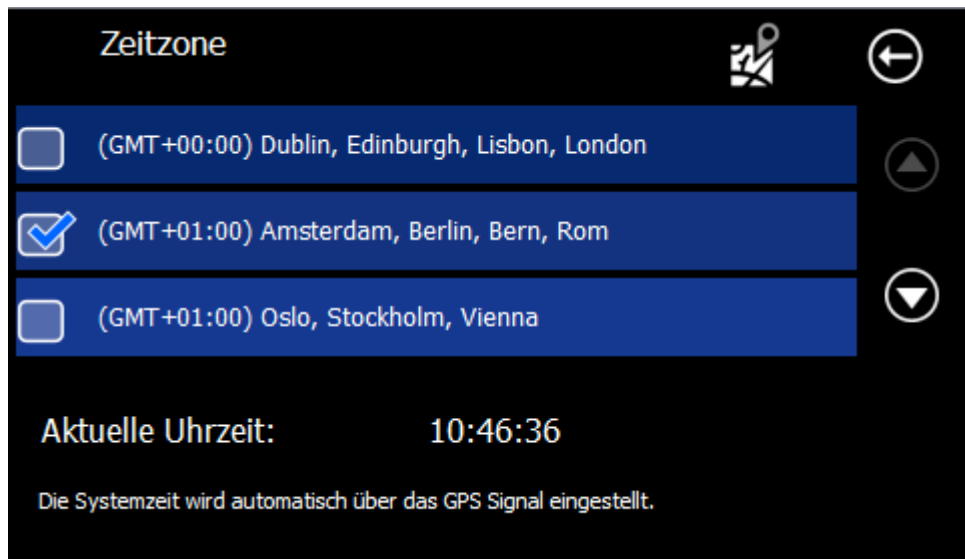 Zeitzone
(GMT+00:00) Dublin, Edinburgh, Lisbon, London
(GMT+01:00) Amsterdam, Berlin, Bern, Rom
(GMT+01:00) Oslo, Stockholm, Vienna
Aktuelle Uhrzeit: 10:46:36
Die Systemzeit wird automatisch über das GPS Signal eingestellt.